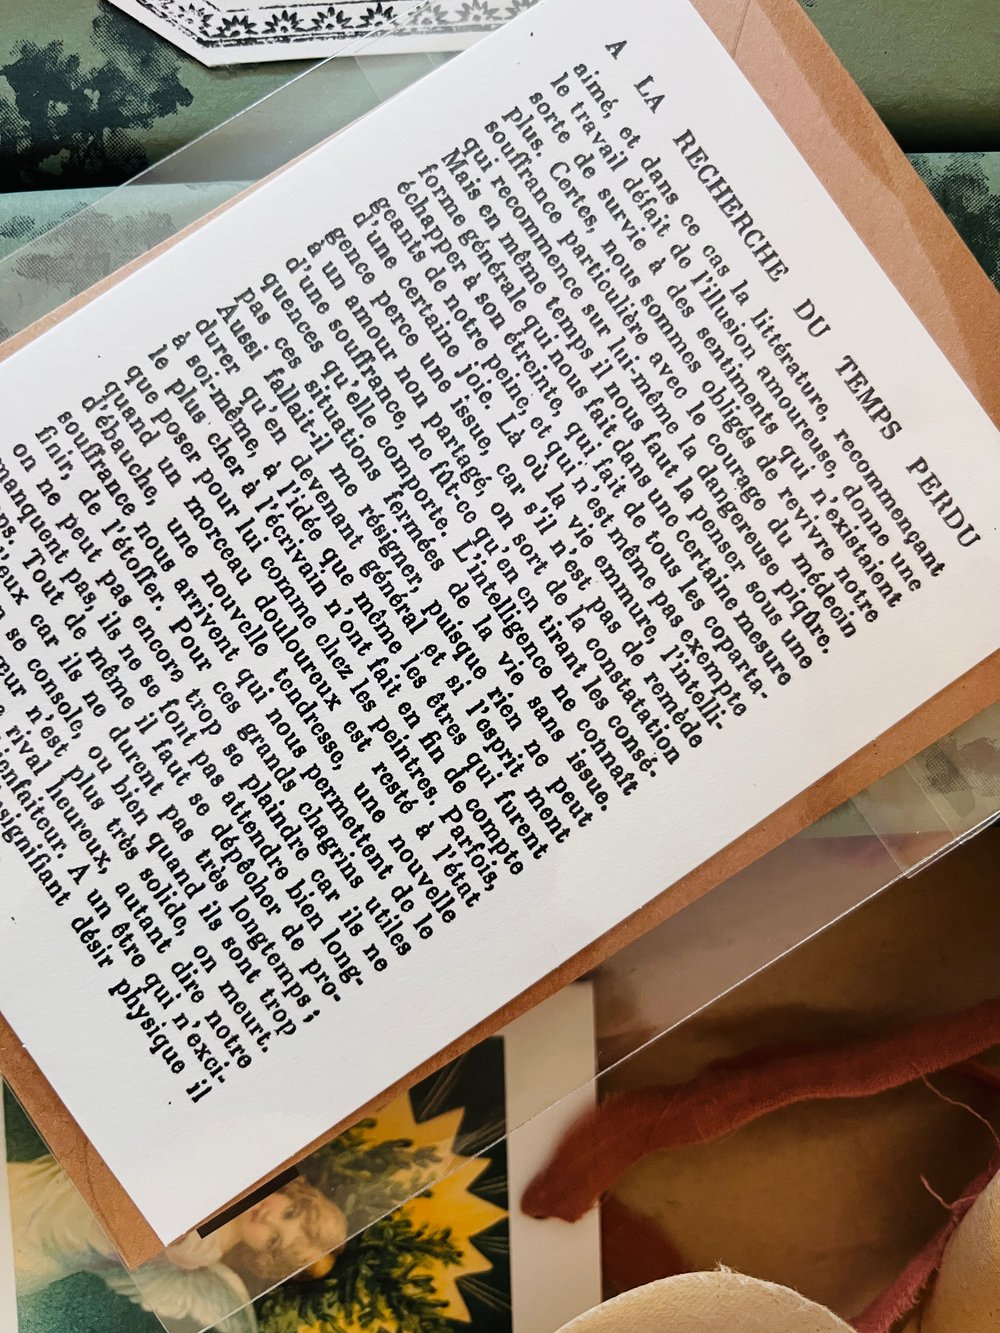 A LA RECHERCHE DU TEMPS PERDU
aimé, et dans ce cas la littérature, recommençant
le travail défait de l'illusion amoureuse, donne une
sorte de survie à des sentiments qui n'existaient
plus. Certes, nous sommes obligés de revivre notre
souffrance particulière avec le courage du médecin
qui recommence sur lui-même la dangereuse piqûre.
Mais en même temps il nous faut la penser sous une
forme générale qui nous fait dans une certaine mesure
échapper à son étreinte, qui fait de tous les coparta-
geants de notre peine, et qui n'est même pas exempte
d'une certaine joie. Là où la vie emmure, l'intelli-
gence perce une issue, car s'il n'est pas de remède
à un amour non partagé, on sort de la constatation
d'une souffrance, ne fût-ce qu'en en tirant les consé-
quences qu'elle comporte. L'intelligence ne connaît
pas ces situations fermées de la vie sans issue.
Aussi fallait-il me résigner, puisque rien ne peut
durer qu'en devenant général et si l'esprit ment
à soi-même, à l'idée que même les êtres qui furent
le plus cher à l'écrivain n'ont fait en fin de compte
que poser pour lui comme chez les peintres. Parfois,
quand un morceau douloureux est resté à l'état
d'débauche, une nouvelle tendresse, une nouvelle
souffrance nous arrivent qui nous permettent de le
finir, de l'étoffer. Pour ces grands chagrins utiles
on ne peut pas encore trop se plaindre car ils ne
manquent pas, ils ne se font pas attendre bien long-
Tout de même il faut se dépêcher de pro-
car ils ne durent pas très longtemps ;
se console, ou bien quand ils sont trop
n'est plus très solide, on meurt.
rival heureux, autant dire notre
A un être qui n'exci-
désir physique il